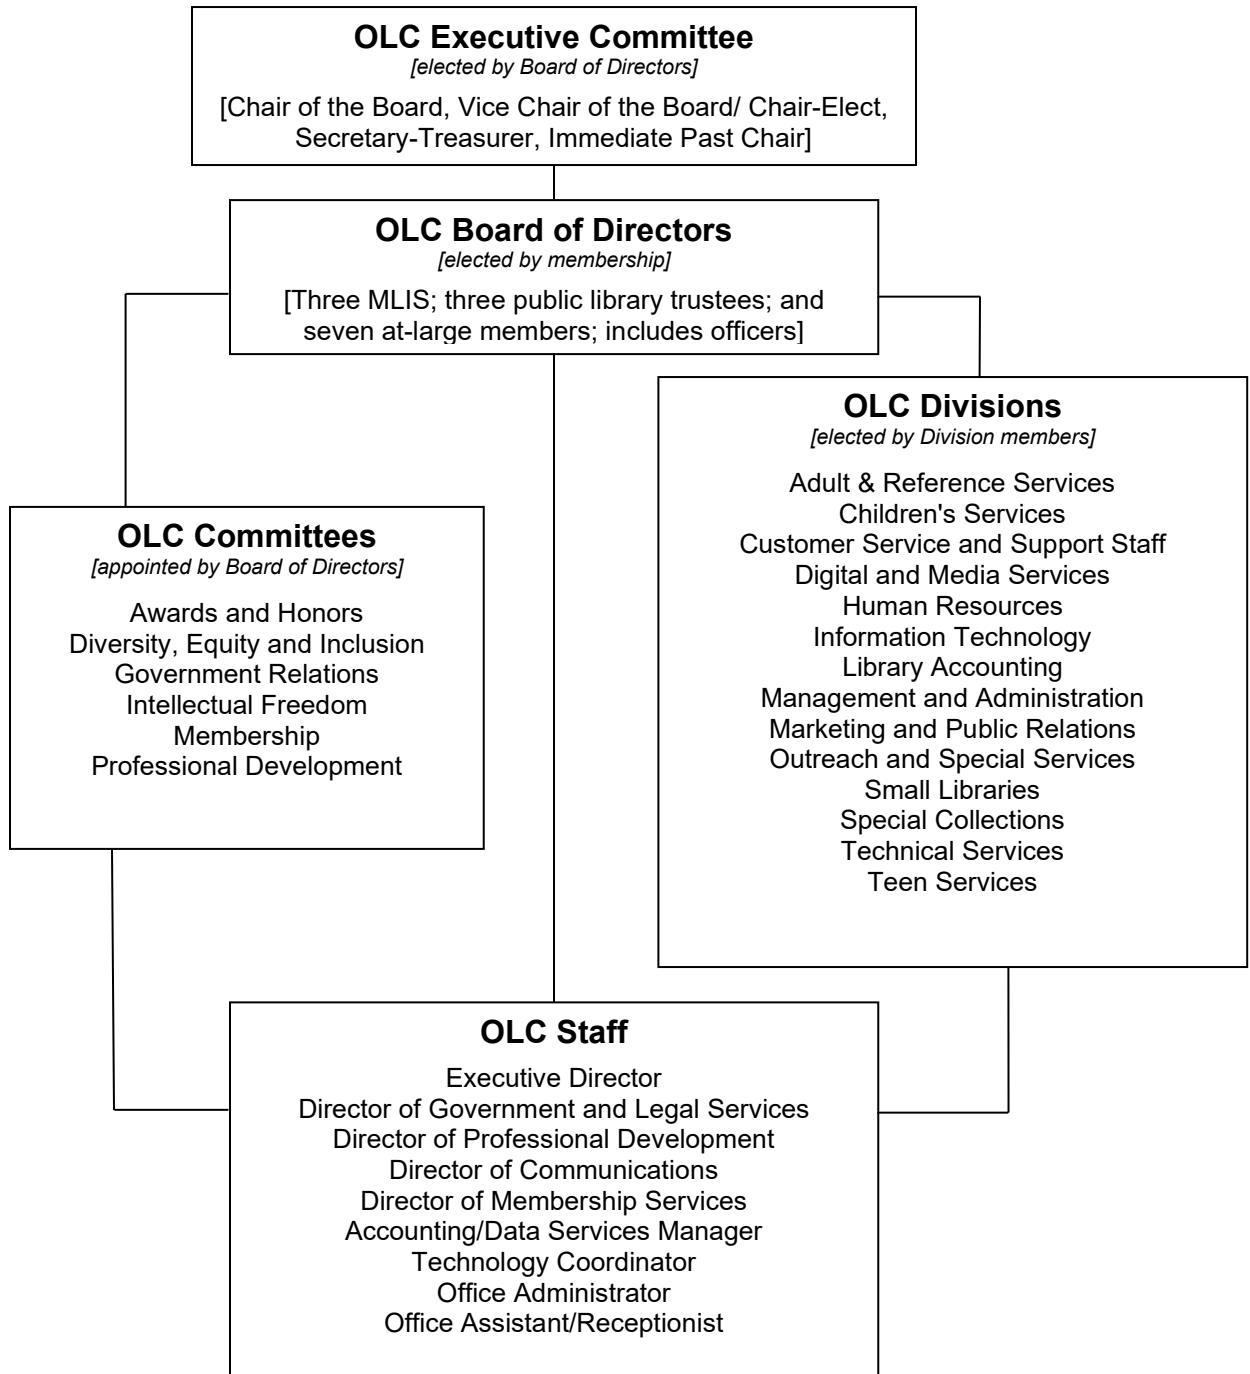 OLC Executive Committee
[elected by Board of Directors]
[Chair of the Board, Vice Chair of the Board/ Chair-Elect,
Secretary-Treasurer, Immediate Past Chair]
OLC Board of Directors
[elected by membership]
[Three MLIS; three public library trustees; and
seven at-large members; includes officers]
OLC Divisions
[elected by Division members]
Adult & Reference Services
Children's Services
Customer Service and Support Staff
Digital and Media Services
Human Resources
Information Technology
Library Accounting
Management and Administration
Marketing and Public Relations
Outreach and Special Services
Small Libraries
Special Collections
Technical Services
Teen Services
OLC Committees
[appointed by Board of Directors]
Awards and Honors
Diversity, Equity and Inclusion
Government Relations
Intellectual Freedom
Membership
Professional Development
OLC Staff
Executive Director
Director of Government and Legal Services
Director of Professional Development
Director of Communications
Director of Membership Services
Accounting/Data Services Manager
Technology Coordinator
Office Administrator
Office Assistant/Receptionist